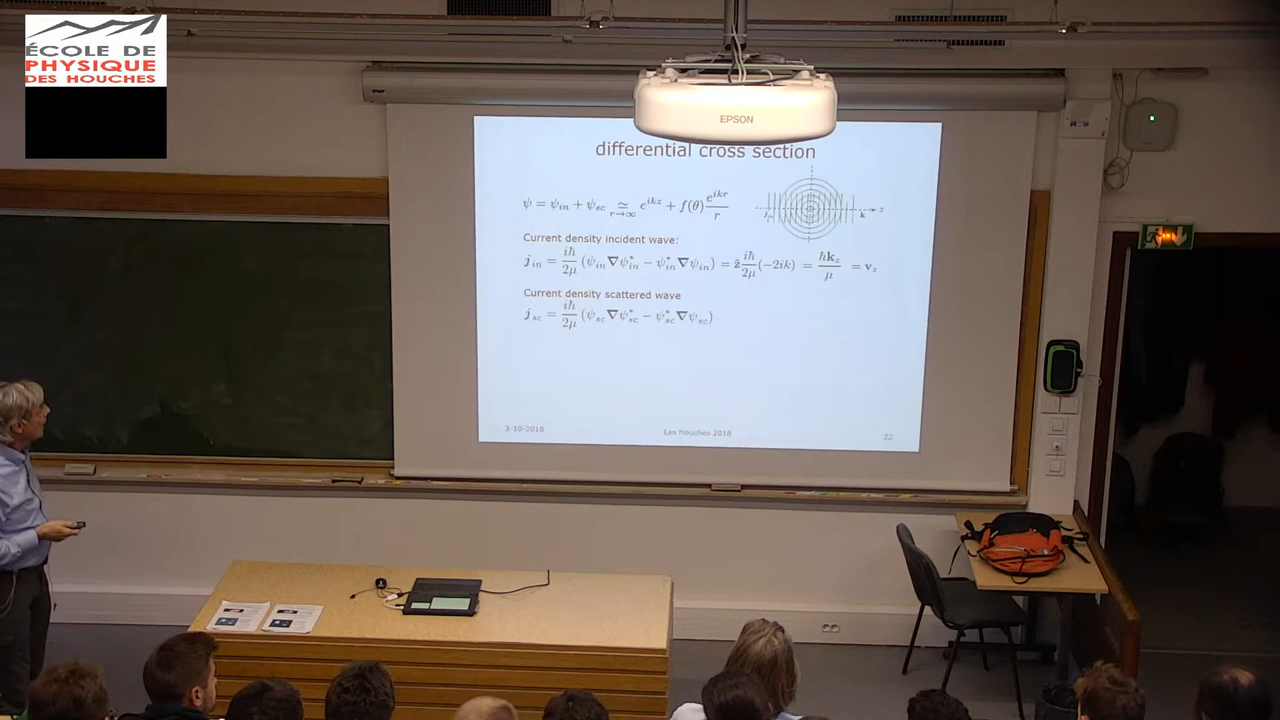 ÉCOLE DE
PHYSIQUE
DES HOUCHES
EPSON
differential cross section
ψ = ψ_in + ψ_sc ≃_{r→∞} e^{ikz} + f(θ) e^{ikr}/r
k z
Current density incident wave:
j_in = iħ/2μ (ψ_in ∇ψ*_in − ψ*_in ∇ψ_in) = ẑ iħ/2μ (−2ik) = ħk_z/μ = v_z
Current density scattered wave
j_sc = iħ/2μ (ψ_sc ∇ψ*_sc − ψ*_sc ∇ψ_sc)
3-10-2018 Les Houches 2018 22